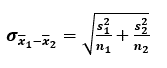 σ_{x̅₁−x̅₂} = √(s₁²/n₁ + s₂²/n₂)